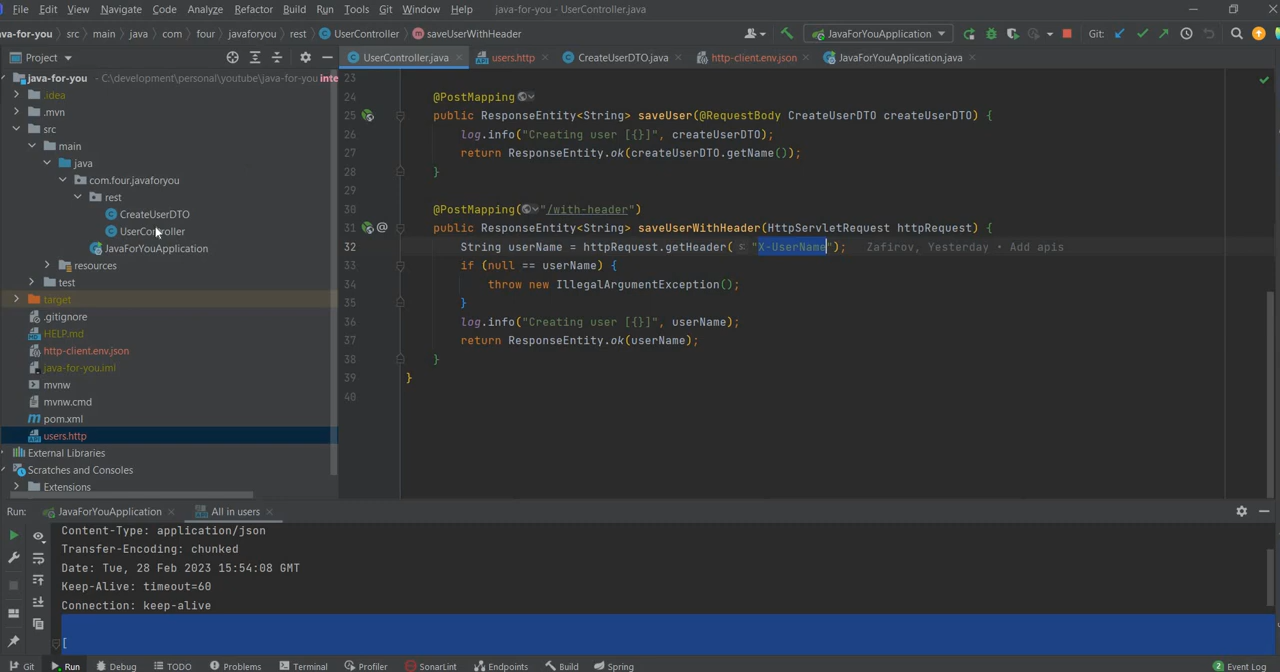 File Edit View Navigate Code Analyze Refactor Build Run Tools Git Window Help java-for-you - UserController.java
ava-for-you src main java com four javaforyou rest UserController saveUserWithHeader JavaForYouApplication Git:
Project UserController.java users.http CreateUserDTO.java http-client.env.json JavaForYouApplication.java
java-for-you - C:\development\personal\youtube\java-for-you inte
.idea
.mvn
src
main
java
com.four.javaforyou
rest
CreateUserDTO
UserController
JavaForYouApplication
resources
test
target
.gitignore
HELP.md
http-client.env.json
java-for-you.iml
mvnw
mvnw.cmd
pom.xml
users.http
External Libraries
Scratches and Consoles
Extensions
23
24 @PostMapping
25 public ResponseEntity<String> saveUser(@RequestBody CreateUserDTO createUserDTO) {
26 log.info("Creating user [{}]", createUserDTO);
27 return ResponseEntity.ok(createUserDTO.getName());
28 }
29
30 @PostMapping("/with-header")
31 @ public ResponseEntity<String> saveUserWithHeader(HttpServletRequest httpRequest) {
32 String userName = httpRequest.getHeader( s: "X-UserName"); Zafirov, Yesterday • Add apis
33 if (null == userName) {
34 throw new IllegalArgumentException();
35 }
36 log.info("Creating user [{}]", userName);
37 return ResponseEntity.ok(userName);
38 }
39 }
40
Run: JavaForYouApplication All in users
Content-Type: application/json
Transfer-Encoding: chunked
Date: Tue, 28 Feb 2023 15:54:08 GMT
Keep-Alive: timeout=60
Connection: keep-alive
[
Git Run Debug TODO Problems Terminal Profiler SonarLint Endpoints Build Spring 2 Event Log